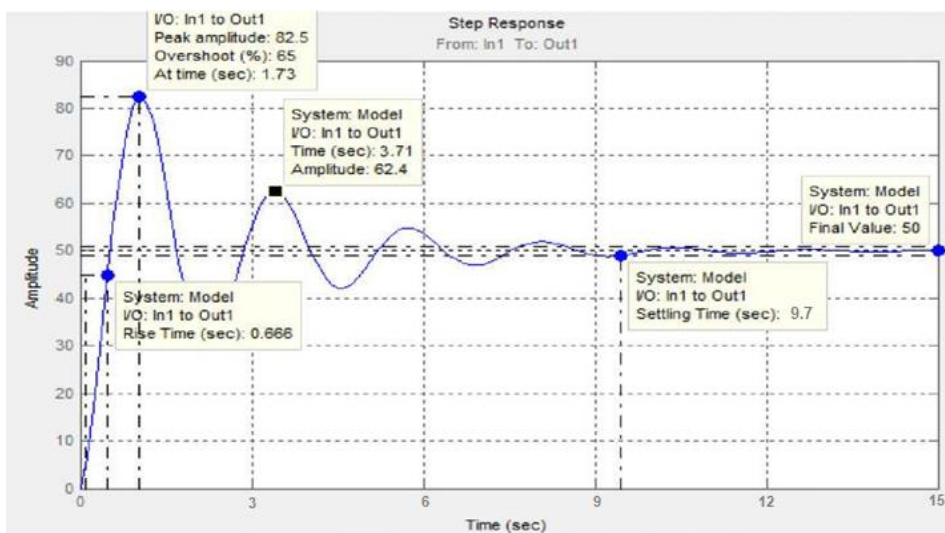 Step Response
From: In1 To: Out1
I/O: In1 to Out1
Peak amplitude: 82.5
Overshoot (%): 65
At time (sec): 1.73
System: Model
I/O: In1 to Out1
Time (sec): 3.71
Amplitude: 62.4
System: Model
I/O: In1 to Out1
Final Value: 50
System: Model
I/O: In1 to Out1
Rise Time (sec): 0.666
System: Model
I/O: In1 to Out1
Settling Time (sec): 9.7
Amplitude
90
80
70
60
50
40
30
20
10
0
0 3 6 9 12 15
Time (sec)